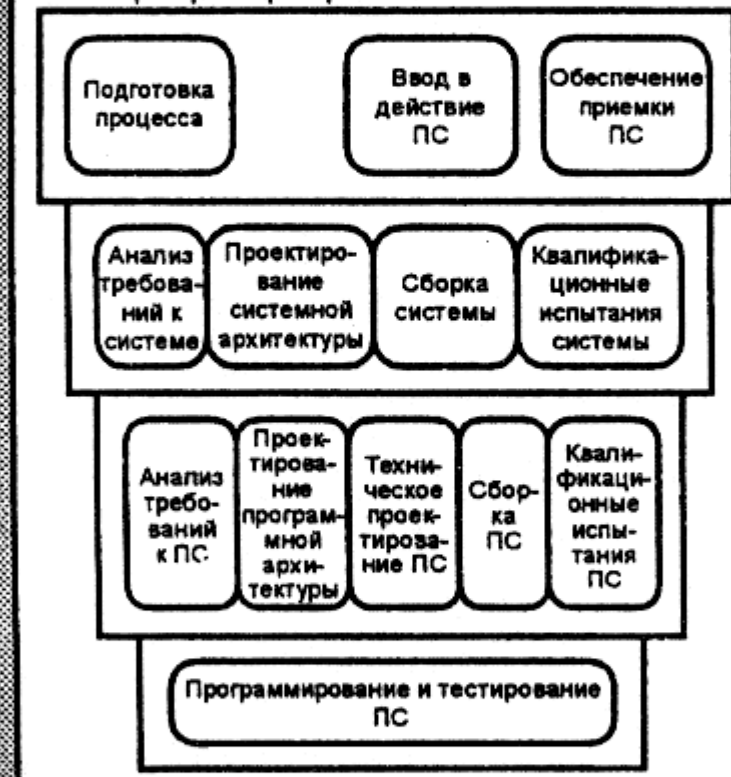 Подготовка
процесса
Ввод в
действие
ПС
Обеспечение
приемки
ПС
Анализ
требова-
ний к
системе
Проектиро-
вание
системной
архитектуры
Сборка
системы
Квалифика-
ционные
испытания
системы
Анализ
требо-
ваний
к ПС
Проек-
тирова-
ние
програм-
мной
архи-
тектуры
Техни-
ческое
проек-
тирова-
ние ПС
Сбор-
ка
ПС
Квали-
фикаци-
онные
испы-
тания
ПС
Программирование и тестирование
ПС